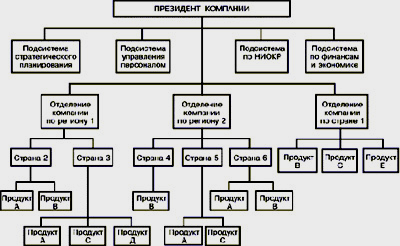 ПРЕЗИДЕНТ КОМПАНИИ
Подсистема
стратегического
планирования
Подсистема
управления
персоналом
Подсистема
по НИОКР
Подсистема
по финансам
и экономике
Отделение
компании
по региону 1
Отделение
компании
по региону 2
Отделение
компании
по стране 1
Страна 2
Страна 3
Страна 4
Страна 5
Страна 6
Продукт
В
Продукт
С
Продукт
Е
Продукт
А
Продукт
В
Продукт
В
Продукт
А
Продукт
В
Продукт
А
Продукт
С
Продукт
Д
Продукт
А
Продукт
С